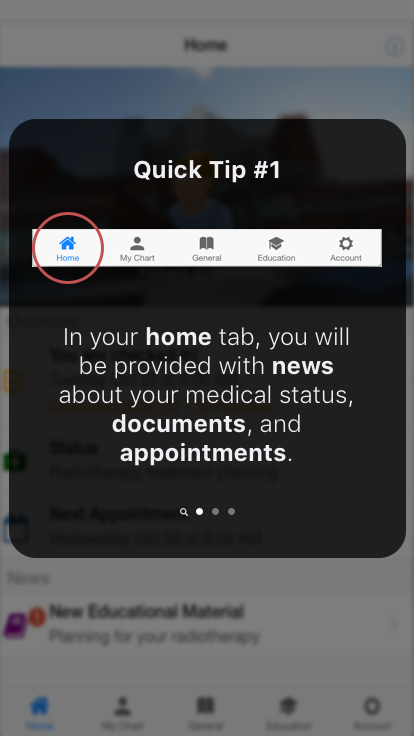 Home
Quick Tip #1
Home
My Chart
General
Education
Account
In your home tab, you will
be provided with news
about your medical status,
documents, and
appointments.
Status
Radiotherapy treatment planning
Next Appointment
Wednesday Oct 26 at 9:00 AM
News
New Educational Material
Planning for your radiotherapy
Home
My Chart
General
Education
Account